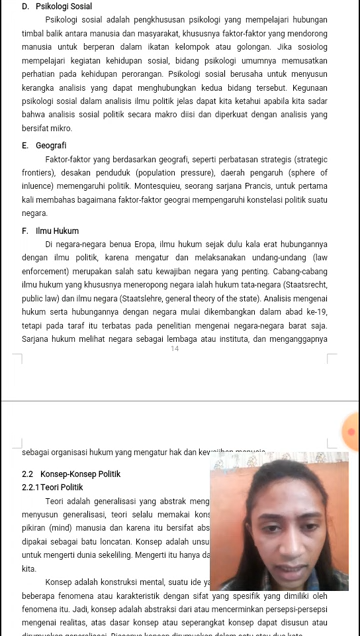 D. Psikologi Sosial
Psikologi sosial adalah pengkhususan psikologi yang mempelajari hubungan
timbal balik antara manusia dan masyarakat, khususnya faktor-faktor yang mendorong
manusia untuk berperan dalam ikatan kelompok atau golongan. Jika sosiolog
mempelajari kegiatan kehidupan sosial, bidang psikologi umumnya memusatkan
perhatian pada kehidupan perorangan. Psikologi sosial berusaha untuk menyusun
kerangka analisis yang dapat menghubungkan kedua bidang tersebut. Kegunaan
psikologi sosial dalam analisis ilmu politik jelas dapat kita ketahui apabila kita sadar
bahwa analisis sosial politik secara makro diisi dan diperkuat dengan analisis yang
bersifat mikro.
E. Geografi
Faktor-faktor yang berdasarkan geografi, seperti perbatasan strategis (strategic
frontiers), desakan penduduk (population pressure), daerah pengaruh (sphere of
inluence) memengaruhi politik. Montesquieu, seorang sarjana Prancis, untuk pertama
kali membahas bagaimana faktor-faktor geograi mempengaruhi konstelasi politik suatu
negara.
F. Ilmu Hukum
Di negara-negara benua Eropa, ilmu hukum sejak dulu kala erat hubungannya
dengan ilmu politik, karena mengatur dan melaksanakan undang-undang (law
enforcement) merupakan salah satu kewajiban negara yang penting. Cabang-cabang
ilmu hukum yang khususnya meneropong negara ialah hukum tata-negara (Staatsrecht,
public law) dan ilmu negara (Staatslehre, general theory of the state). Analisis mengenai
hukum serta hubungannya dengan negara mulai dikembangkan dalam abad ke-19,
tetapi pada taraf itu terbatas pada penelitian mengenai negara-negara barat saja.
Sarjana hukum melihat negara sebagai lembaga atau instituta, dan menganggapnya
14
sebagai organisasi hukum yang mengatur hak dan kewajiban manusia.
2.2 Konsep-Konsep Politik
2.2.1 Teori Politik
Teori adalah generalisasi yang abstrak meng
menyusun generalisasi, teori selalu memakai kons
pikiran (mind) manusia dan karena itu bersifat abs
dipakai sebagai batu loncatan. Konsep adalah unsu
untuk mengerti dunia sekeliling. Mengerti itu hanya da
kita.
Konsep adalah konstruksi mental, suatu ide ya
beberapa fenomena atau karakteristik dengan sifat yang spesifik yang dimiliki oleh
fenomena itu. Jadi, konsep adalah abstraksi dari atau mencerminkan persepsi-persepsi
mengenai realitas, atas dasar konsep atau seperangkat konsep dapat disusun atau